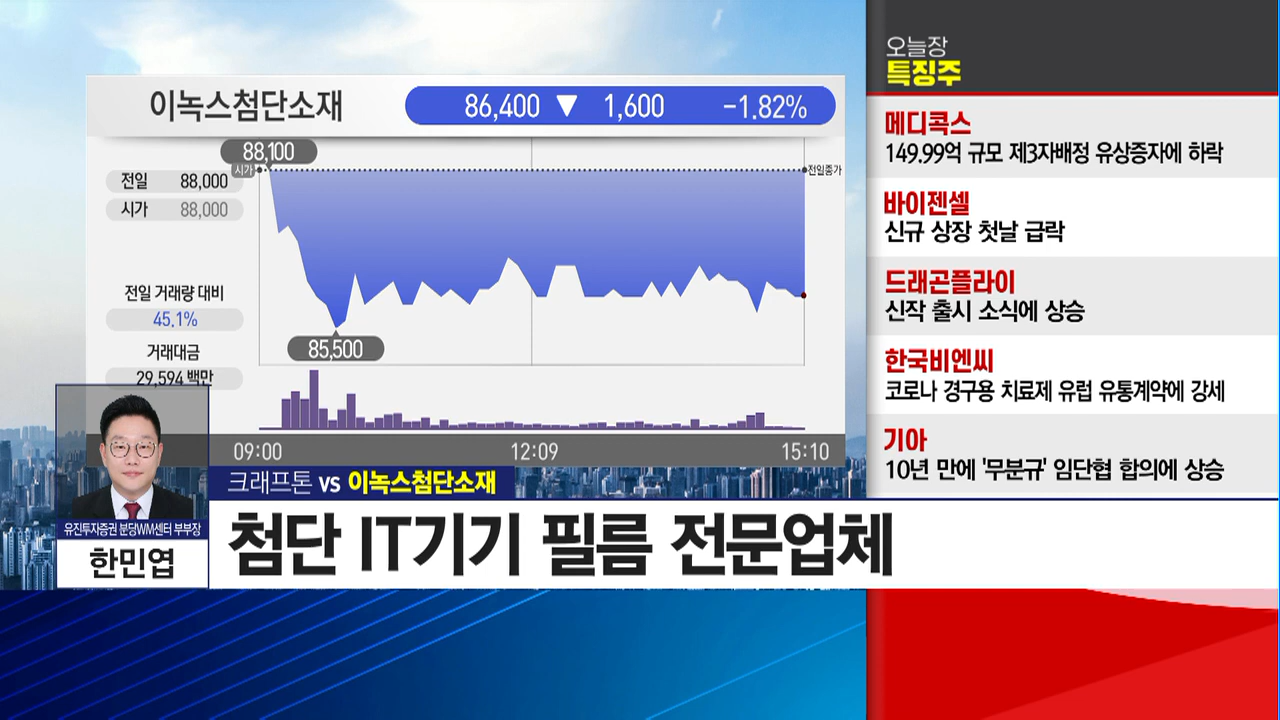 이녹스첨단소재
86,400 ▼ 1,600 -1.82%
88,100
시가
전일종가
전일 88,000
시가 88,000
전일 거래량 대비
45.1%
거래대금
29,594 백만
85,500
09:00 12:09 15:10
크래프톤 vs 이녹스첨단소재
첨단 IT기기 필름 전문업체
유진투자증권 분당WM센터 부부장
한민엽
오늘장
특징주
메디콕스
149.99억 규모 제3자배정 유상증자에 하락
바이젠셀
신규 상장 첫날 급락
드래곤플라이
신작 출시 소식에 상승
한국비엔씨
코로나 경구용 치료제 유럽 유통계약에 강세
기아
10년 만에 '무분규' 임단협 합의에 상승